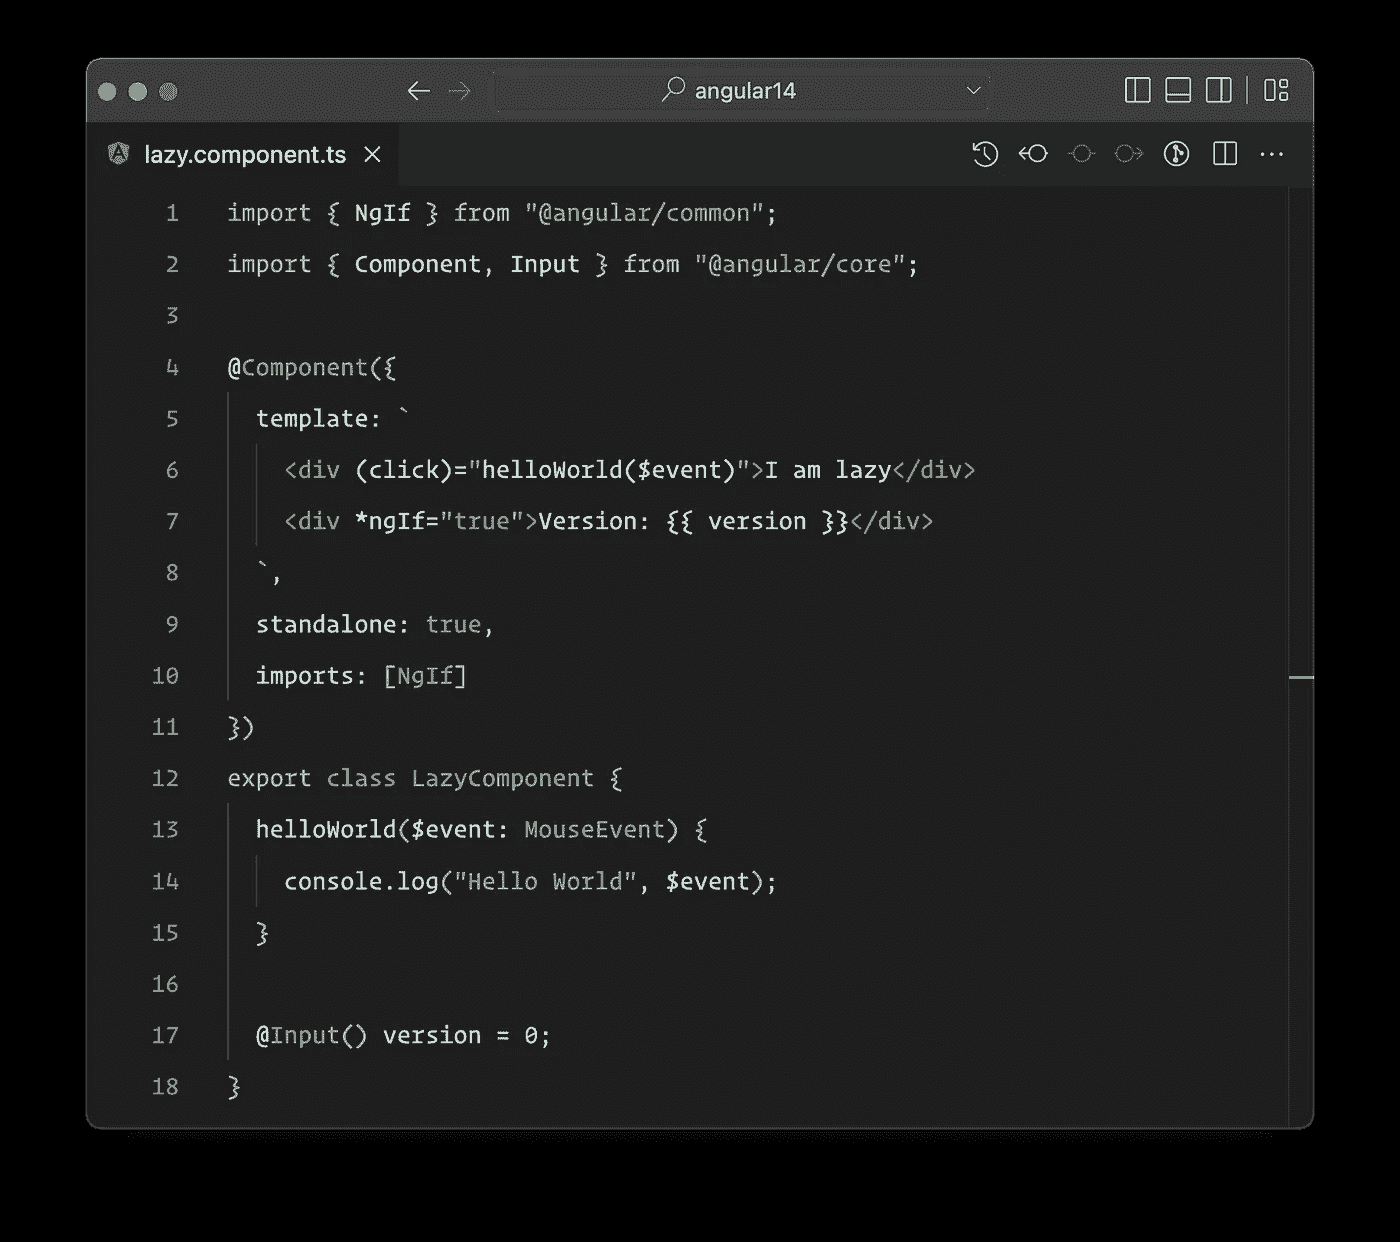 angular14
lazy.component.ts
1 import { NgIf } from "@angular/common";
2 import { Component, Input } from "@angular/core";
3
4 @Component({
5   template: `
6     <div (click)="helloWorld($event)">I am lazy</div>
7     <div *ngIf="true">Version: {{ version }}</div>
8   `,
9   standalone: true,
10   imports: [NgIf]
11 })
12 export class LazyComponent {
13   helloWorld($event: MouseEvent) {
14     console.log("Hello World", $event);
15   }
16
17   @Input() version = 0;
18 }